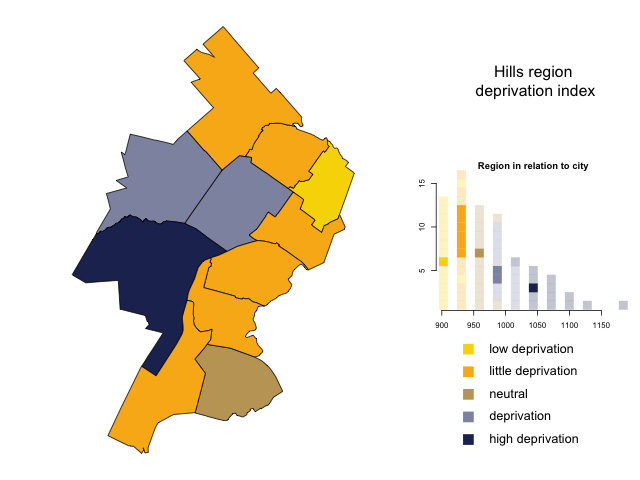 Hills region
deprivation index
Region in relation to city
15
10
5
900 950 1000 1050 1100 1150
low deprivation
little deprivation
neutral
deprivation
high deprivation